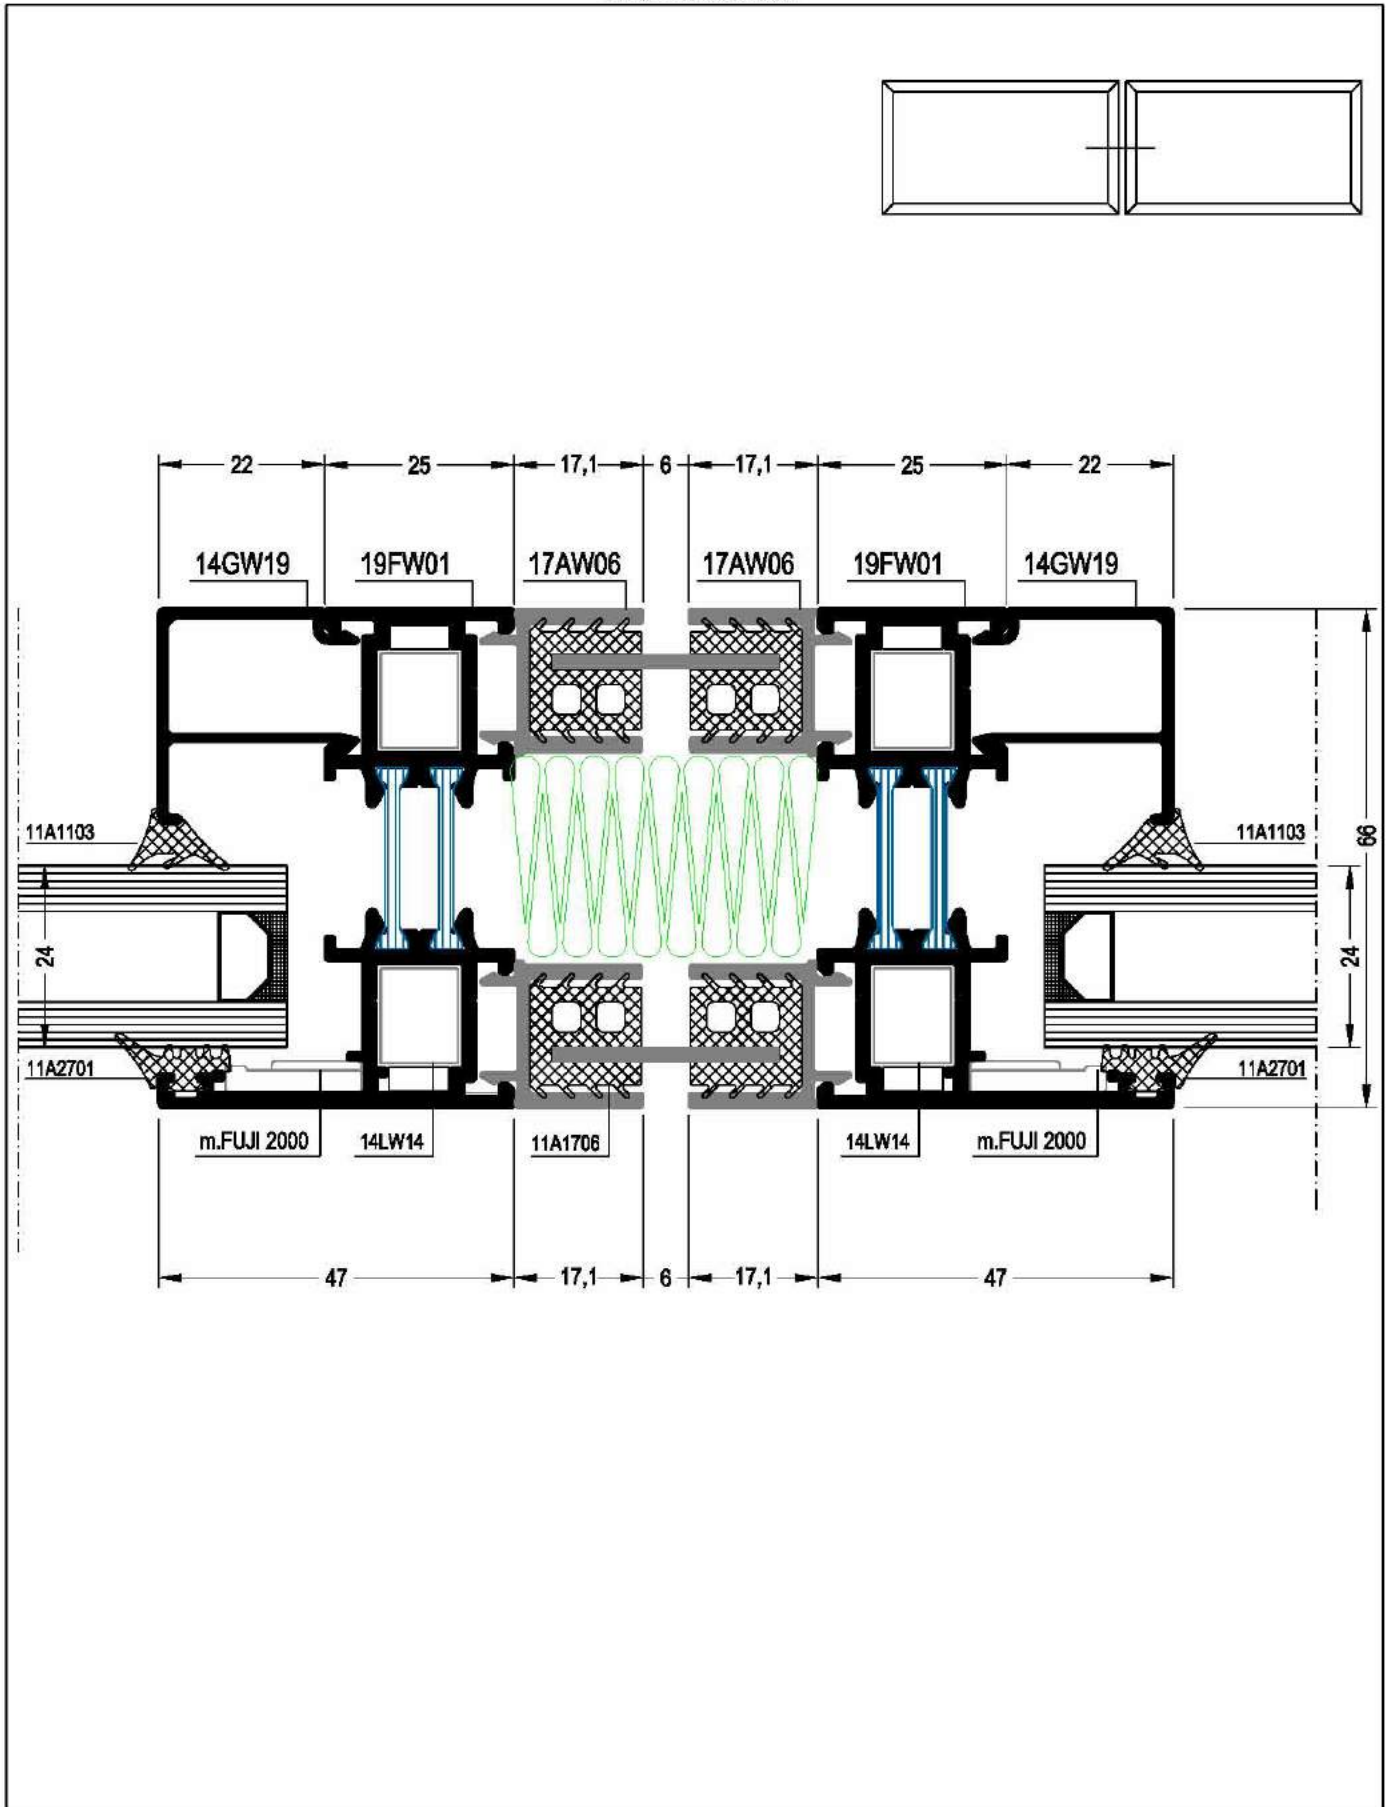 22 25 17,1 6 17,1 25 22
14GW19 19FW01 17AW06 17AW06 19FW01 14GW19
11A1103 11A1103
66
24 24
11A2701 11A2701
m.FUJI 2000 14LW14 11A1706 14LW14 m.FUJI 2000
47 17,1 6 17,1 47